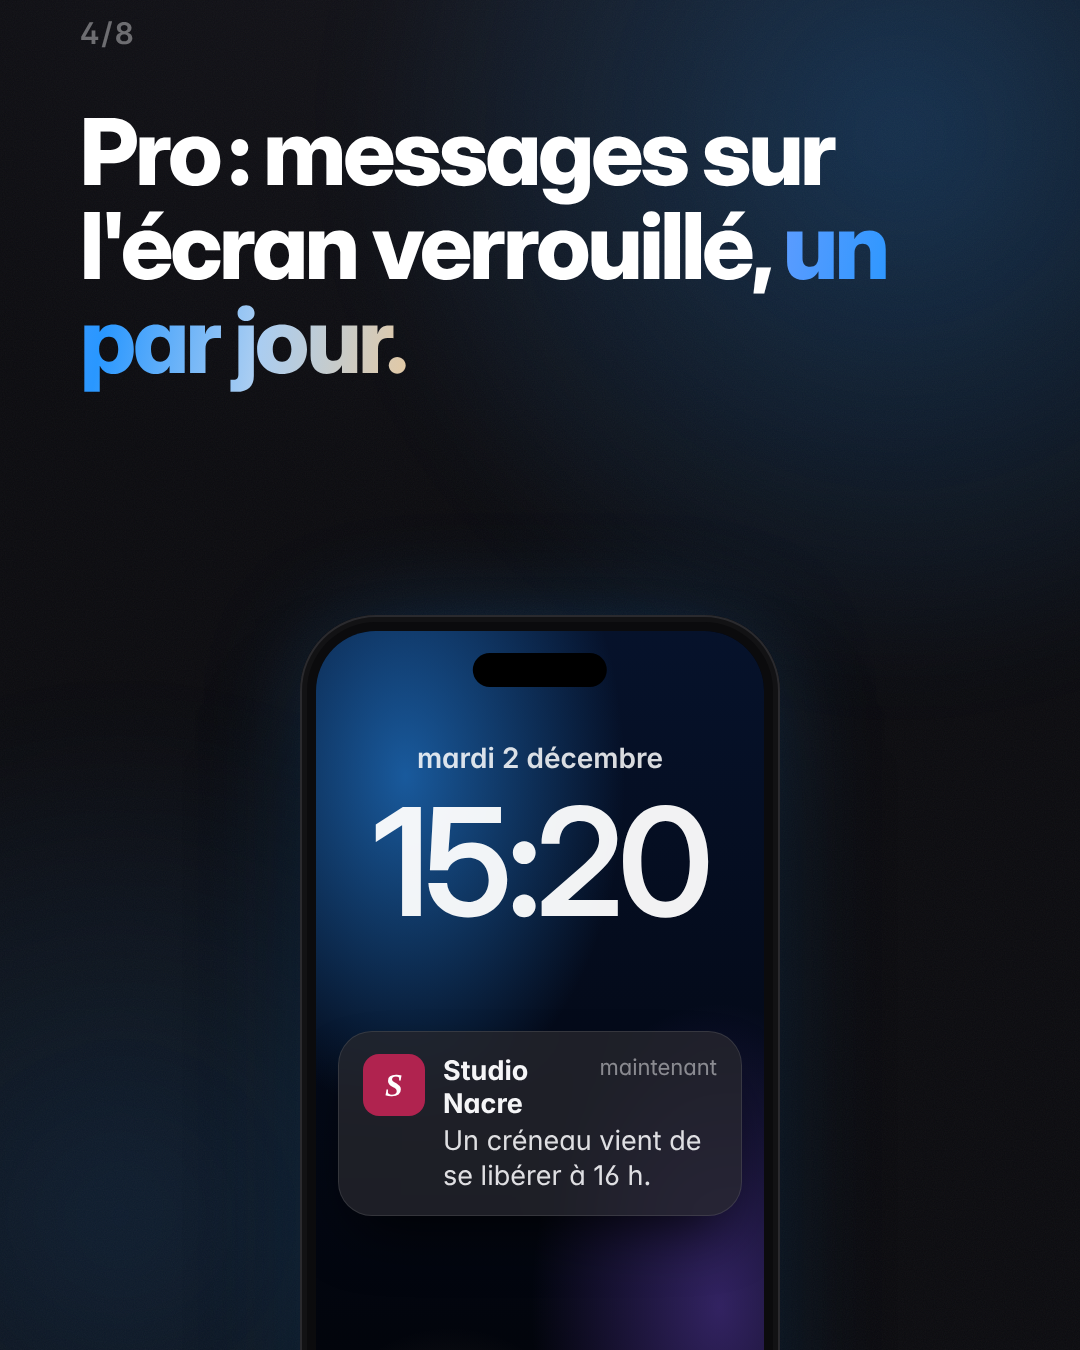 4/8
Pro : messages sur
l'écran verrouillé, un
par jour.
mardi 2 décembre
15:20
S
Studio
Nacre
maintenant
Un créneau vient de
se libérer à 16 h.